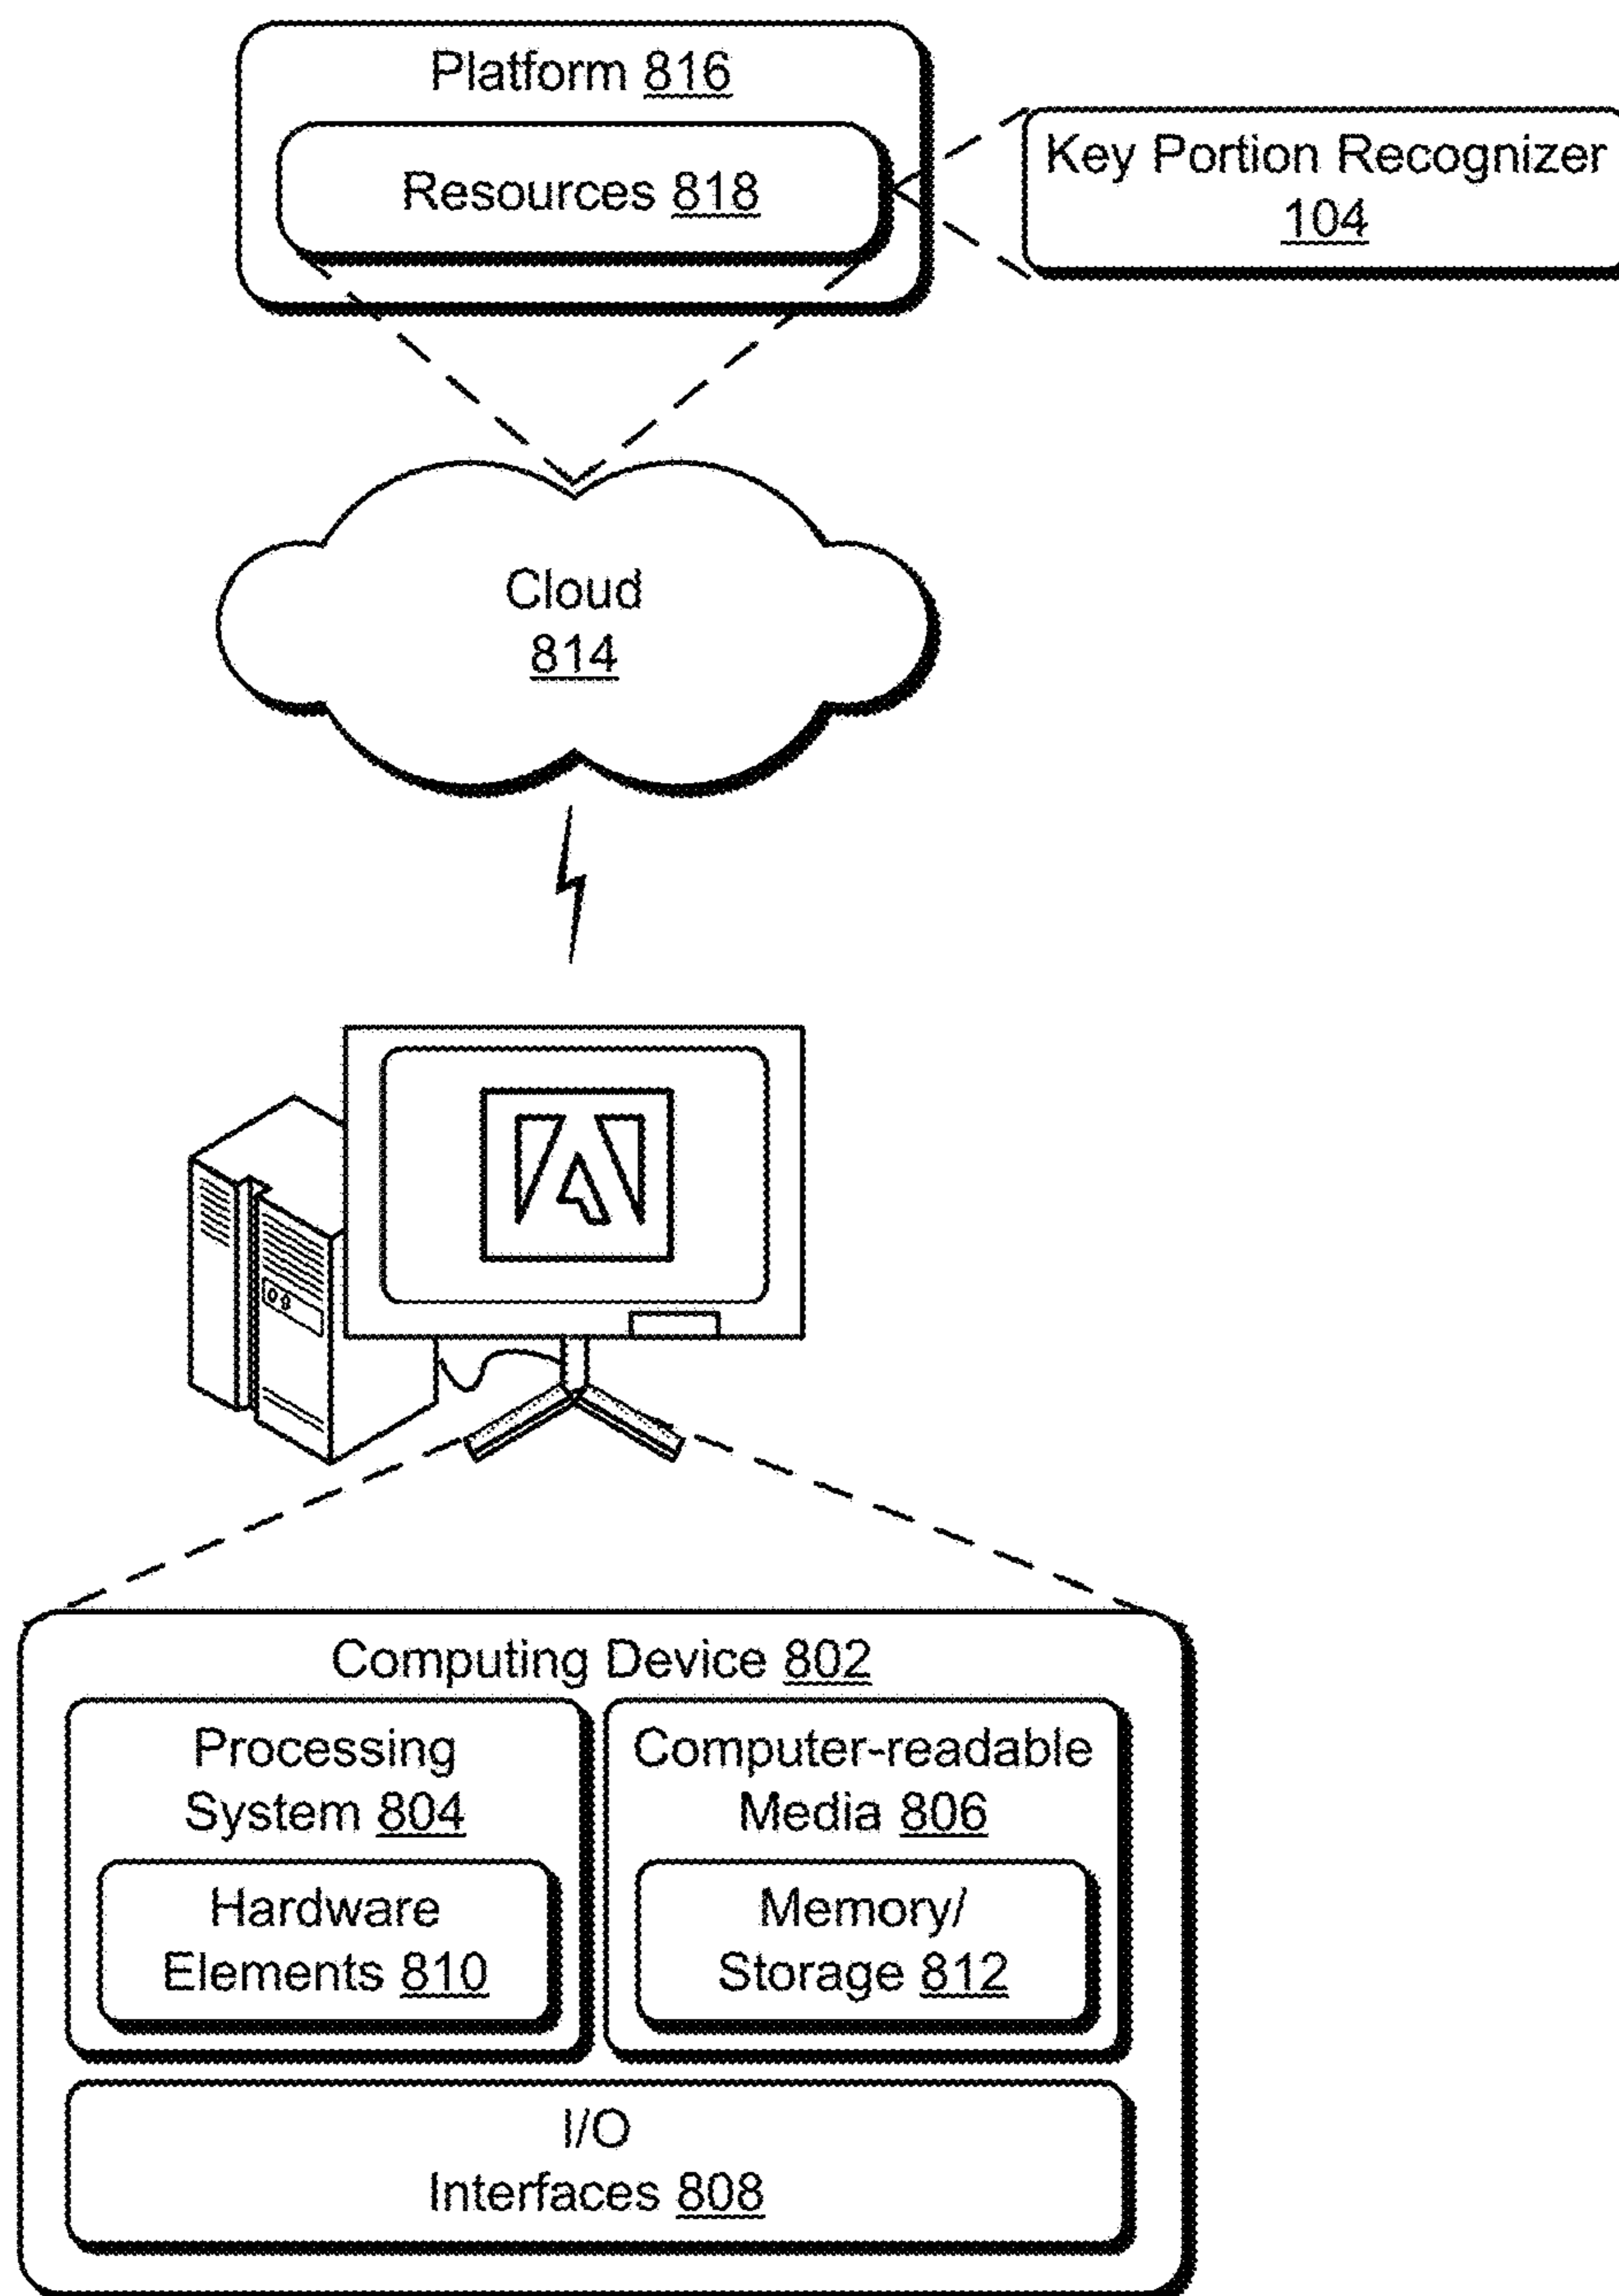 Platform 816
Resources 818
Key Portion Recognizer
104
Cloud
814
Computing Device 802
Processing
System 804
Hardware
Elements 810
Computer-readable
Media 806
Memory/
Storage 812
I/O
Interfaces 808